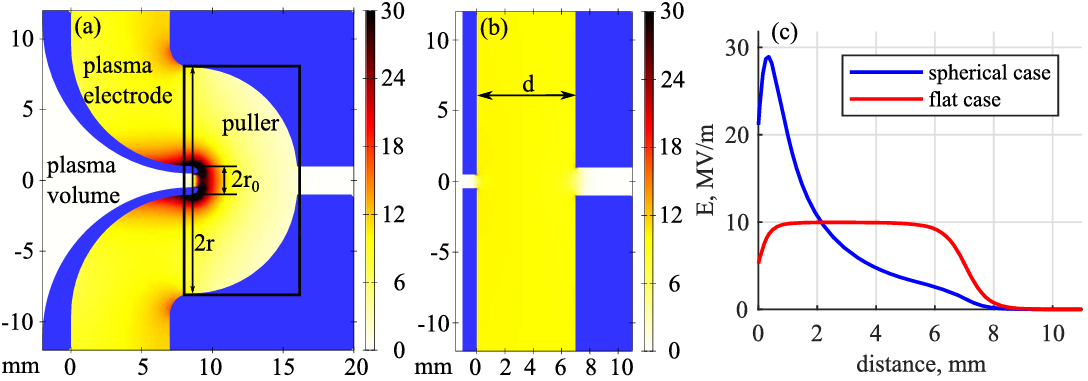 (a)
plasma
electrode
puller
plasma
volume
2r₀
2r
10
5
0
-5
-10
mm
0
5
10
15
20
30
24
18
12
6
0
(b)
d
10
5
0
-5
-10
mm
0
2
4
6
8
10
30
24
18
12
6
0
(c)
spherical case
flat case
E, MV/m
30
20
10
0
0
2
4
6
8
10
distance, mm